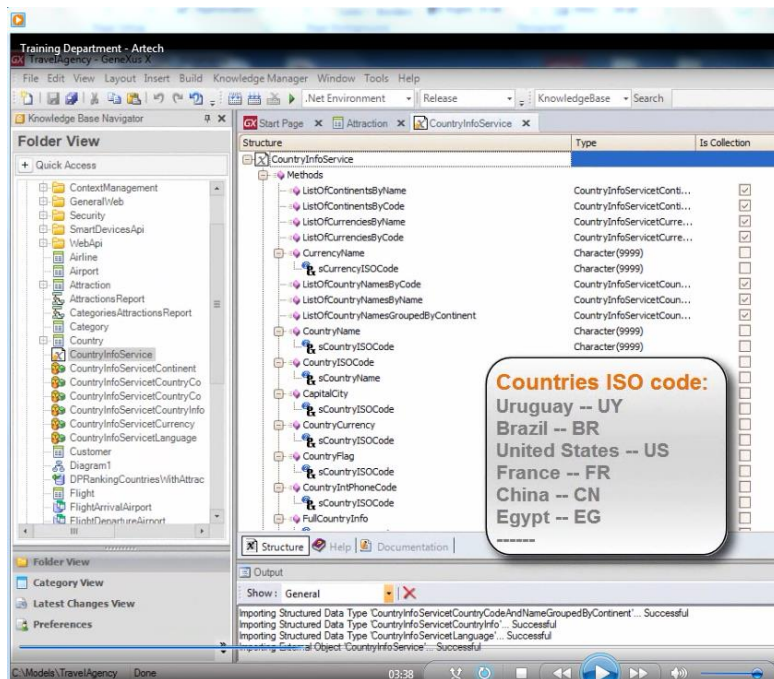 Training Department - Artech
TravelAgency - GeneXus X
File Edit View Layout Insert Build Knowledge Manager Window Tools Help
.Net Environment Release KnowledgeBase Search
Knowledge Base Navigator
Start Page Attraction CountryInfoService
Folder View
Quick Access
ContextManagement
GeneralWeb
Security
SmartDevicesApi
WebApi
Airline
Airport
Attraction
AttractionsReport
CategoriesAttractionsReport
Category
Country
CountryInfoService
CountryInfoServicetContinent
CountryInfoServicetCountryCo
CountryInfoServicetCountryCo
CountryInfoServicetCountryInfo
CountryInfoServicetCurrency
CountryInfoServicetLanguage
Customer
Diagram1
DPRankingCountriesWithAttrac
Flight
FlightArrivalAirport
FlightDepartureAirport
Folder View
Category View
Latest Changes View
Preferences
Structure Type Is Collection
CountryInfoService
Methods
ListOfContinentsByName CountryInfoServicetConti...
ListOfContinentsByCode CountryInfoServicetConti...
ListOfCurrenciesByName CountryInfoServicetCurre...
ListOfCurrenciesByCode CountryInfoServicetCurre...
CurrencyName Character(9999)
sCurrencyISOCode Character(9999)
ListOfCountryNamesByCode CountryInfoServicetCoun...
ListOfCountryNamesByName CountryInfoServicetCoun...
ListOfCountryNamesGroupedByContinent CountryInfoServicetCoun...
CountryName Character(9999)
sCountryISOCode Character(9999)
CountryISOCode
sCountryName
CapitalCity
sCountryISOCode
CountryCurrency
sCountryISOCode
CountryFlag
sCountryISOCode
CountryIntPhoneCode
sCountryISOCode
FullCountryInfo
Countries ISO code:
Uruguay -- UY
Brazil -- BR
United States -- US
France -- FR
China -- CN
Egypt -- EG
------
Structure Help Documentation
Output
Show: General
Importing Structured Data Type 'CountryInfoServicetCountryCodeAndNameGroupedByContinent'... Successful
Importing Structured Data Type 'CountryInfoServicetCountryInfo'... Successful
Importing Structured Data Type 'CountryInfoServicetLanguage'... Successful
Importing External Object 'CountryInfoService'... Successful
C:\Models\TravelAgency Done
03:38